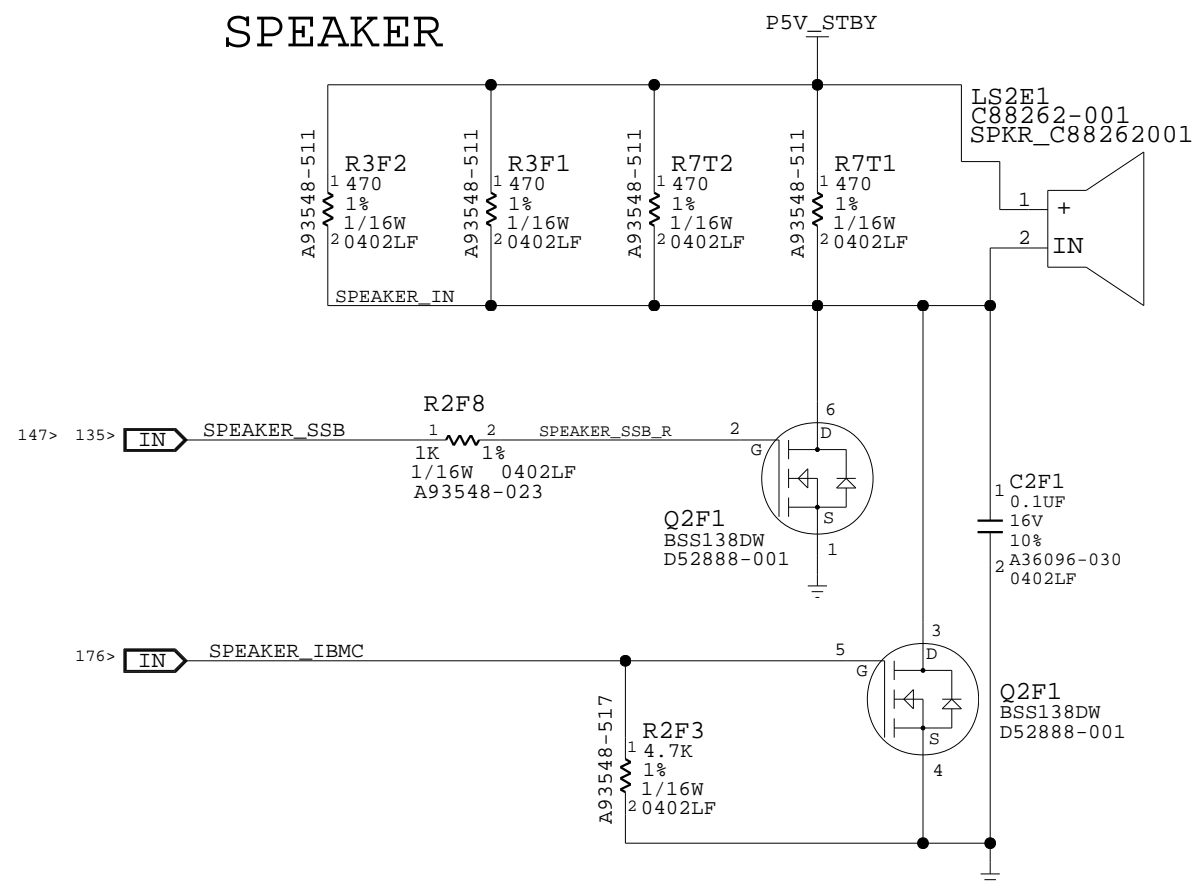 SPEAKER
P5V_STBY
LS2E1
C88262-001
SPKR_C88262001
1
+
2
IN
A93548-511
R3F2
1
470
1%
1/16W
2
0402LF
A93548-511
R3F1
1
470
1%
1/16W
2
0402LF
A93548-511
R7T2
1
470
1%
1/16W
2
0402LF
A93548-511
R7T1
1
470
1%
1/16W
2
0402LF
SPEAKER_IN
147> 135>
IN
SPEAKER_SSB
R2F8
1 2
1K 1%
1/16W 0402LF
A93548-023
SPEAKER_SSB_R
2
G
6
D
S
1
Q2F1
BSS138DW
D52888-001
C2F1
1
0.1UF
16V
10%
2
A36096-030
0402LF
176>
IN
SPEAKER_IBMC
5
G
3
D
S
4
Q2F1
BSS138DW
D52888-001
A93548-517
R2F3
1
4.7K
1%
1/16W
2
0402LF